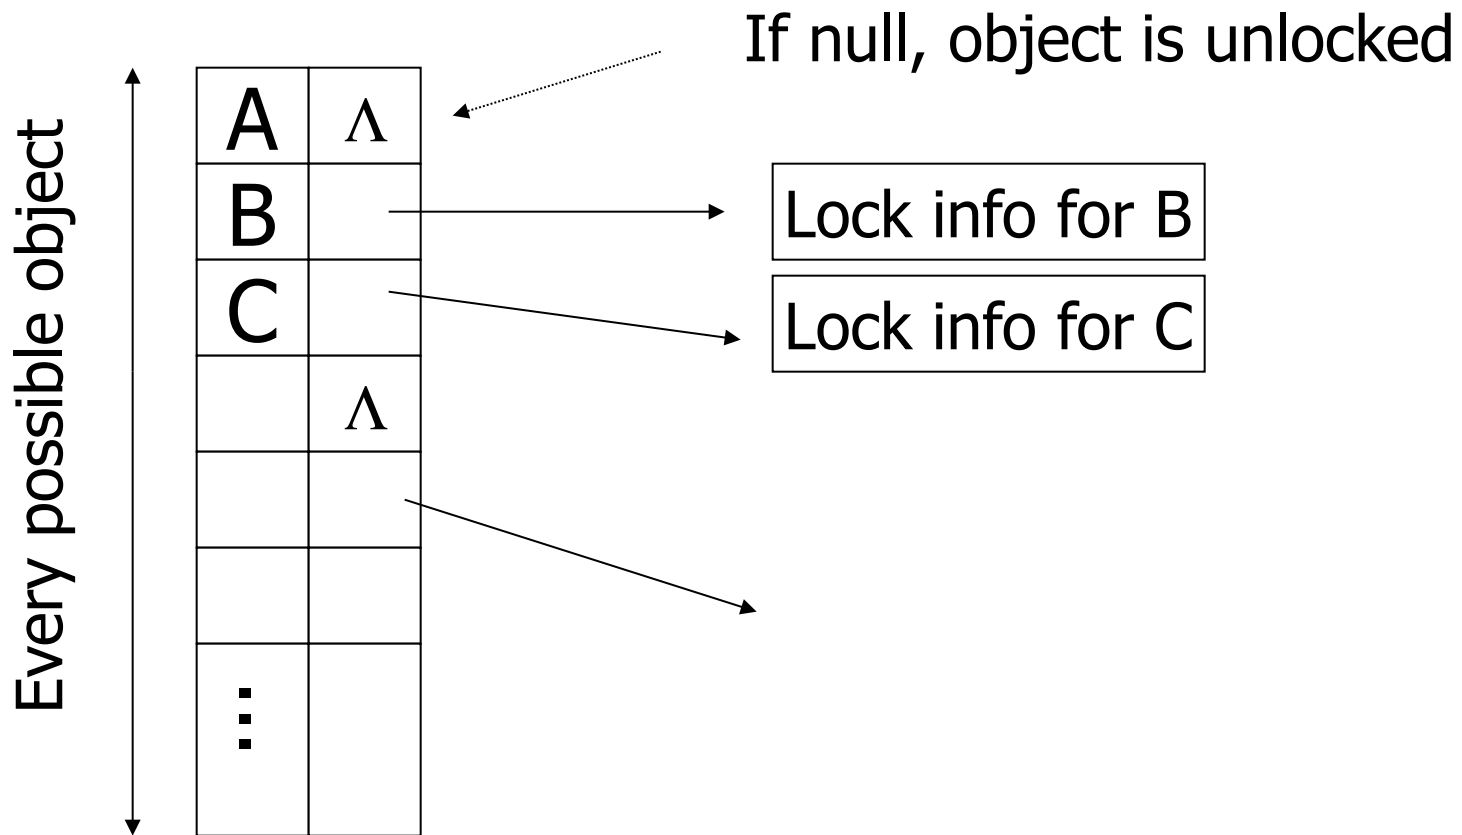 If null, object is unlocked
Every possible object
A Λ
B
Lock info for B
C
Lock info for C
Λ
⋮